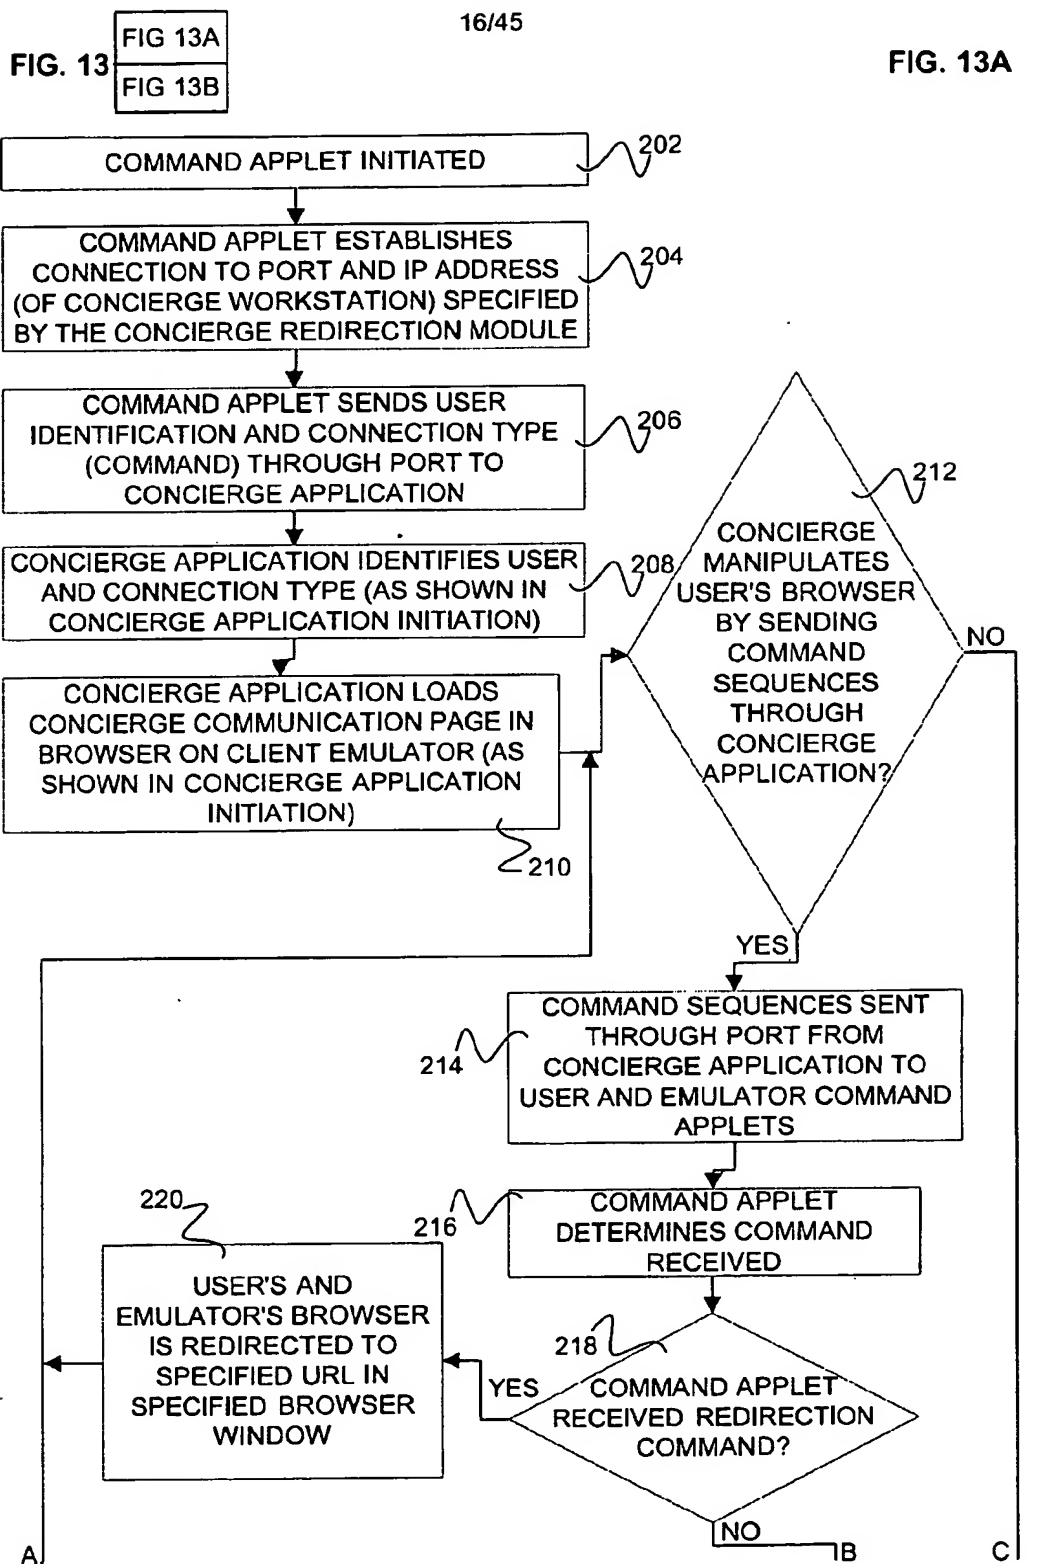 16/45
FIG. 13
FIG 13A
FIG 13B
FIG. 13A
COMMAND APPLET INITIATED
202
COMMAND APPLET ESTABLISHES
CONNECTION TO PORT AND IP ADDRESS
(OF CONCIERGE WORKSTATION) SPECIFIED
BY THE CONCIERGE REDIRECTION MODULE
204
COMMAND APPLET SENDS USER
IDENTIFICATION AND CONNECTION TYPE
(COMMAND) THROUGH PORT TO
CONCIERGE APPLICATION
206
CONCIERGE APPLICATION IDENTIFIES USER
AND CONNECTION TYPE (AS SHOWN IN
CONCIERGE APPLICATION INITIATION)
208
CONCIERGE APPLICATION LOADS
CONCIERGE COMMUNICATION PAGE IN
BROWSER ON CLIENT EMULATOR (AS
SHOWN IN CONCIERGE APPLICATION
INITIATION)
210
212
CONCIERGE
MANIPULATES
USER'S BROWSER
BY SENDING
COMMAND
SEQUENCES
THROUGH
CONCIERGE
APPLICATION?
NO
YES
COMMAND SEQUENCES SENT
THROUGH PORT FROM
CONCIERGE APPLICATION TO
USER AND EMULATOR COMMAND
APPLETS
214
COMMAND APPLET
DETERMINES COMMAND
RECEIVED
216
218
COMMAND APPLET
RECEIVED REDIRECTION
COMMAND?
YES
220
USER'S AND
EMULATOR'S BROWSER
IS REDIRECTED TO
SPECIFIED URL IN
SPECIFIED BROWSER
WINDOW
NO
A
B
C